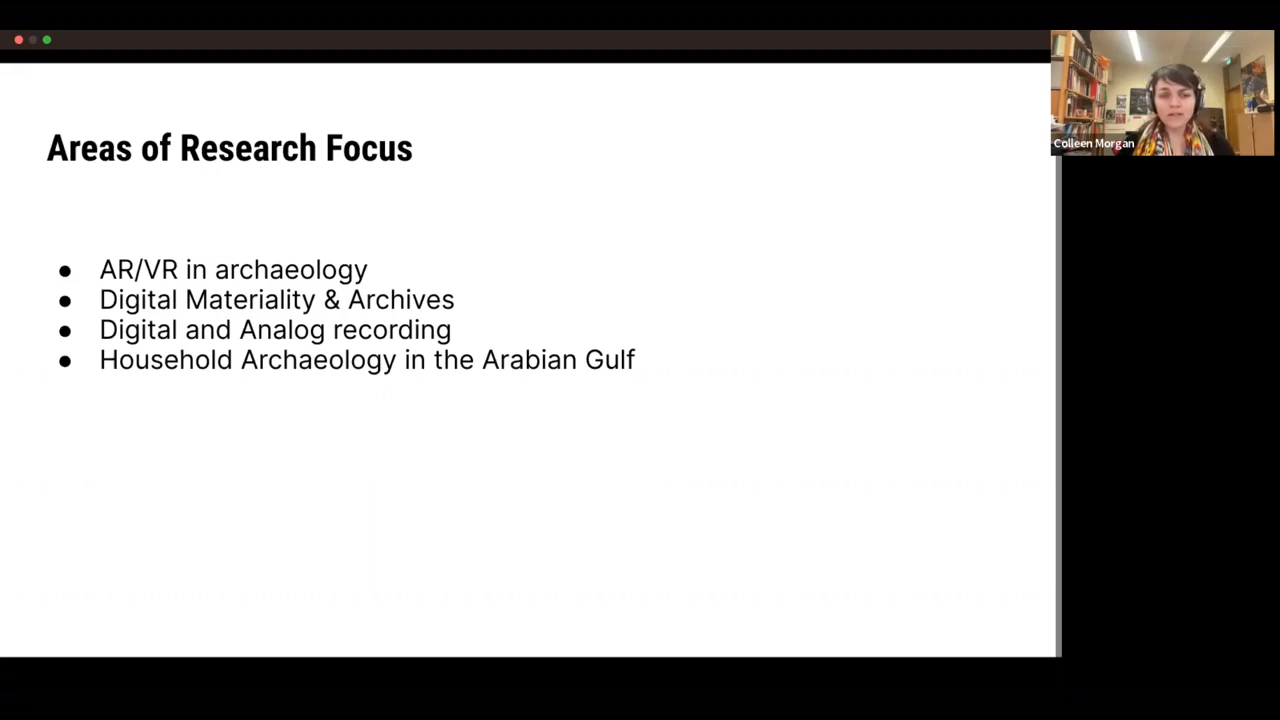 Areas of Research Focus
● AR/VR in archaeology
● Digital Materiality & Archives
● Digital and Analog recording
● Household Archaeology in the Arabian Gulf
Colleen Morgan